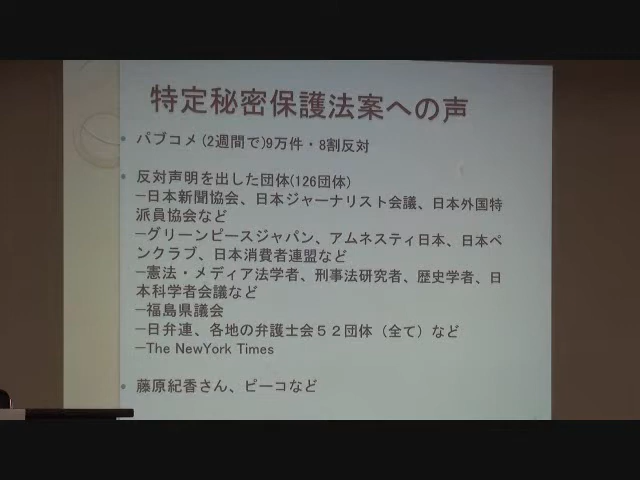 特定秘密保護法案への声
• パブコメ(2週間で)9万件・8割反対
• 反対声明を出した団体(126団体)
－日本新聞協会、日本ジャーナリスト会議、日本外国特
派員協会など
－グリーンピースジャパン、アムネスティ日本、日本ペ
ンクラブ、日本消費者連盟など
－憲法・メディア法学者、刑事法研究者、歴史学者、日
本科学者会議など
－福島県議会
－日弁連、各地の弁護士会５２団体（全て）など
－The NewYork Times
• 藤原紀香さん、ピーコなど